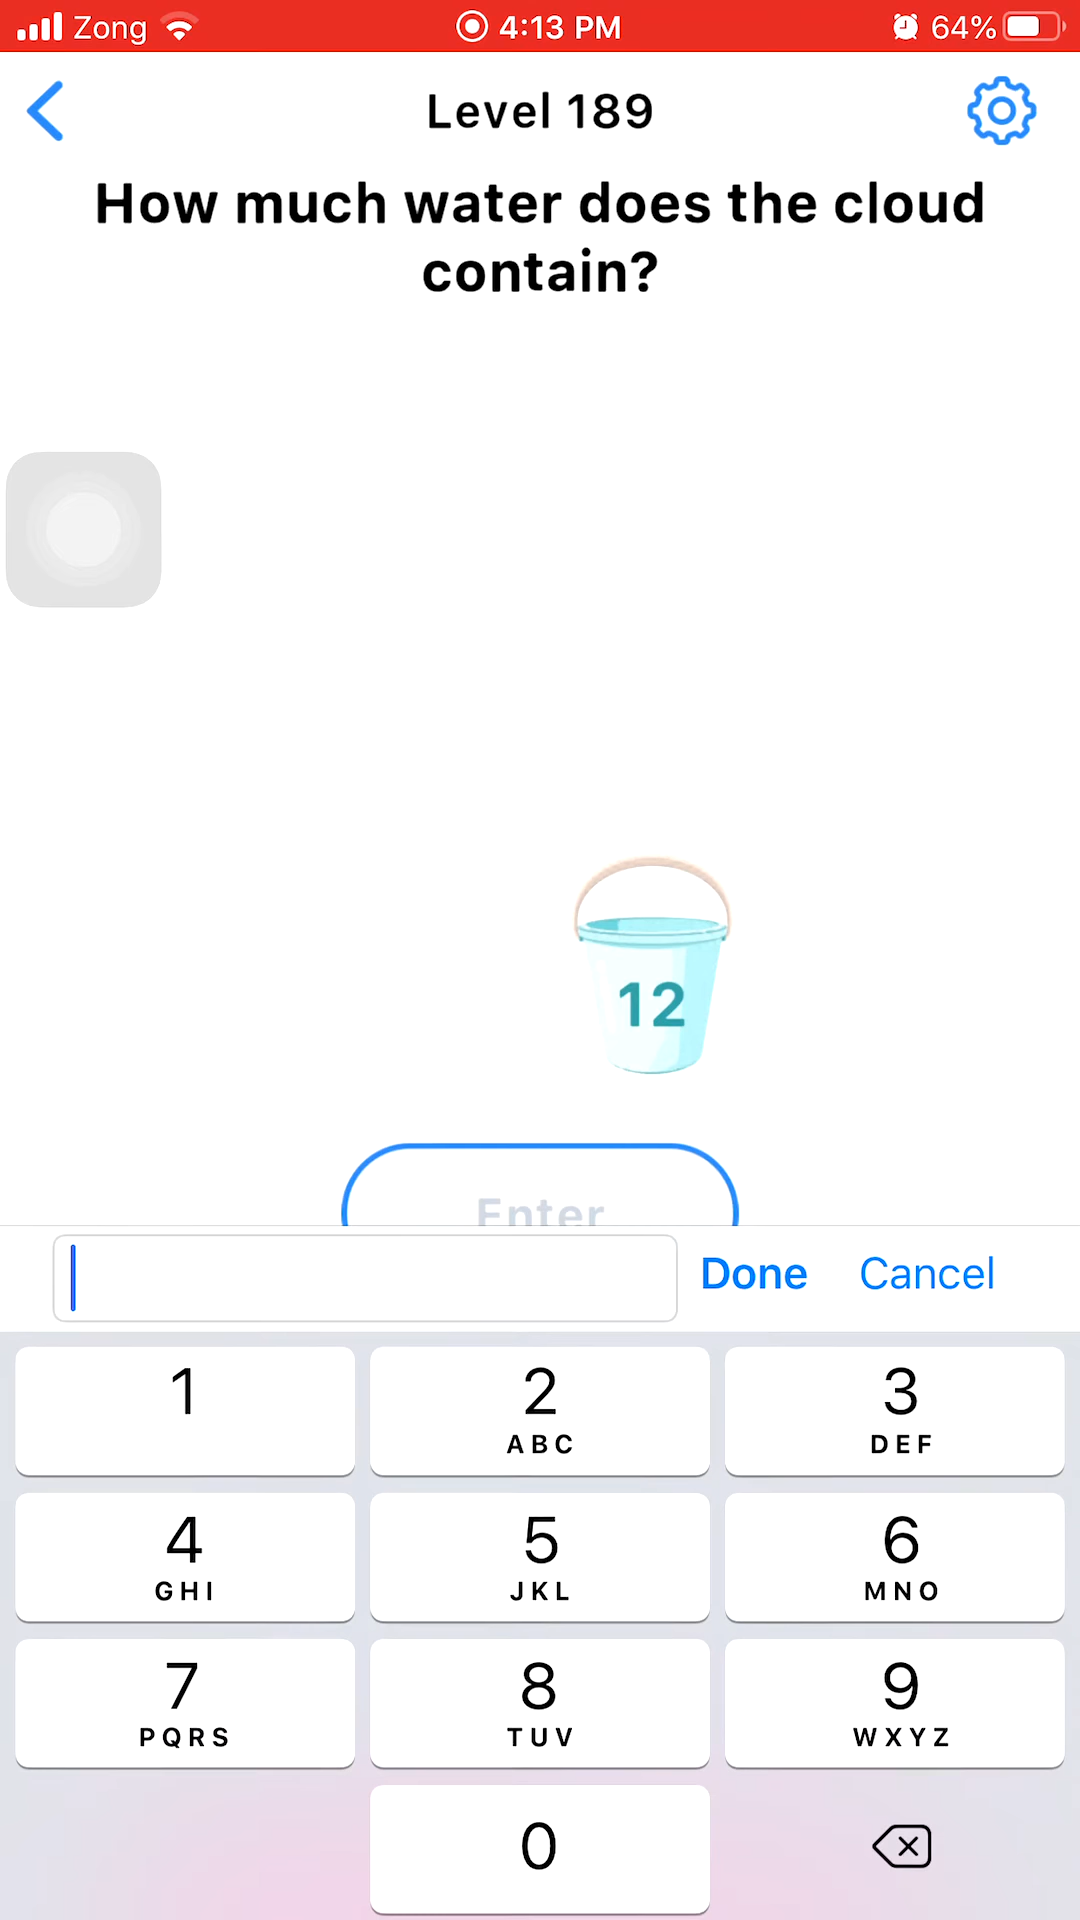 Zong 4:13 PM 64%
Level 189
How much water does the cloud
contain?
12
Enter
Done Cancel
1 2 3
ABC DEF
4 5 6
GHI JKL MNO
7 8 9
PQRS TUV WXYZ
0